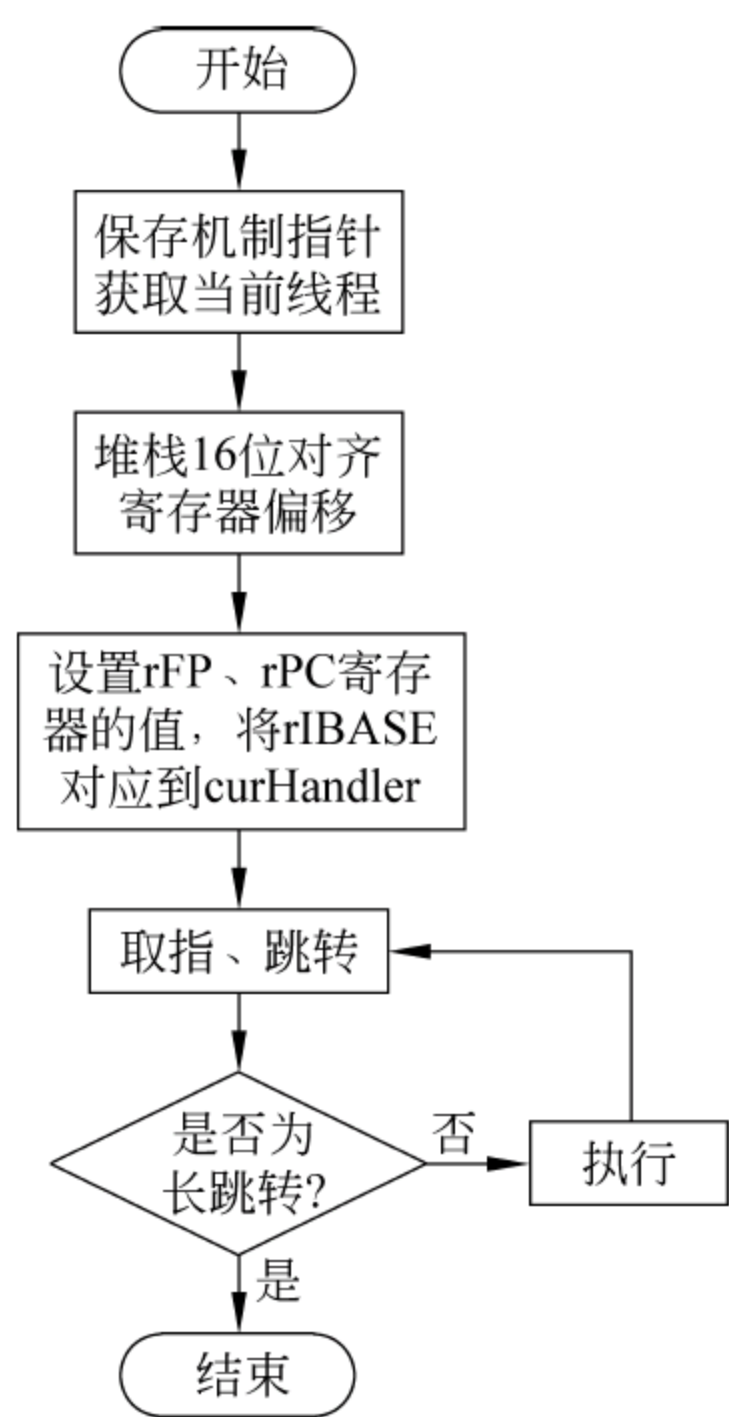 开始
保存机制指针
获取当前线程
堆栈16位对齐
寄存器偏移
设置rFP、rPC寄存
器的值，将rIBASE
对应到curHandler
取指、跳转
是否为
长跳转?
否
执行
是
结束